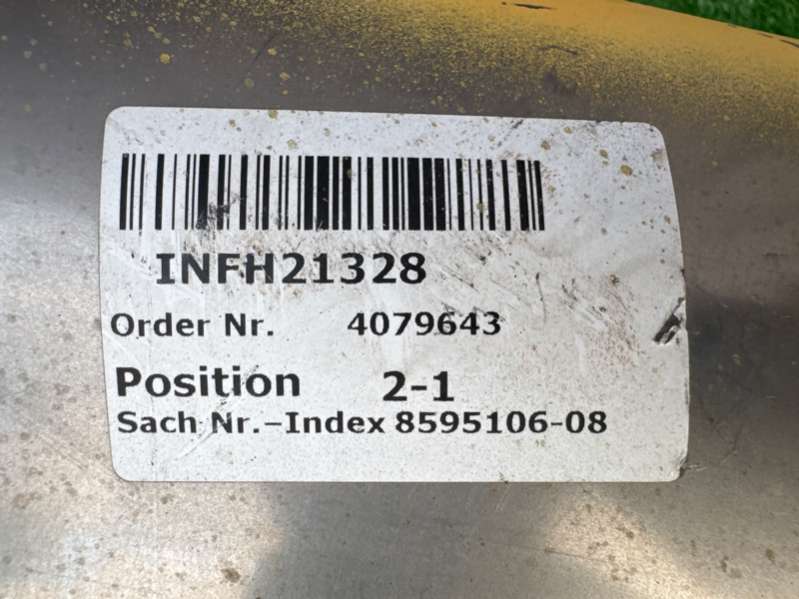 INFH21328
Order Nr. 4079643
Position 2-1
Sach Nr.-Index 8595106-08